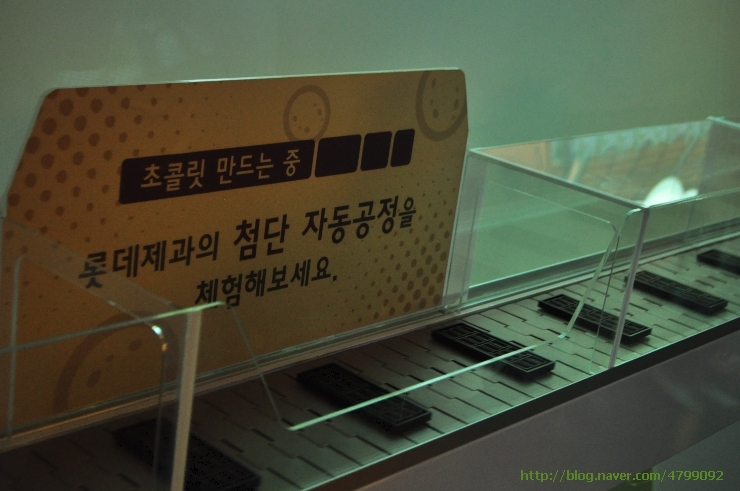 초콜릿 만드는 중
롯데제과의 첨단 자동공정을
체험해보세요.
http://blog.naver.com/4799092